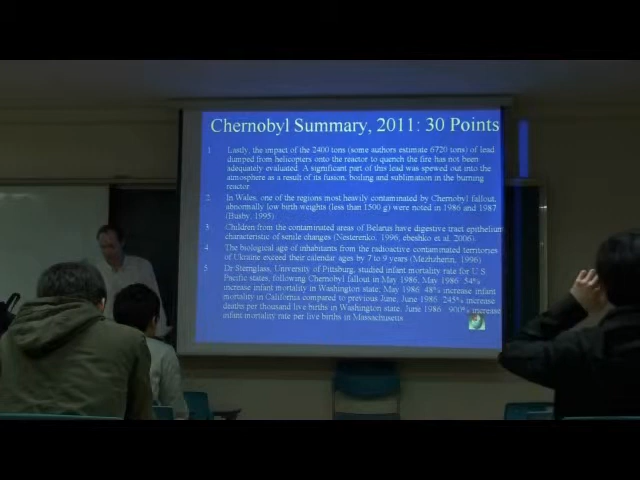 Chernobyl Summary, 2011: 30 Points
1 Lastly, the impact of the 2400 tons (some authors estimate 6720 tons) of lead
dumped from helicopters onto the reactor to quench the fire has not been
adequately evaluated. A significant part of this lead was spewed out into the
atmosphere as a result of its fusion, boiling and sublimation in the burning
reactor
2 In Wales, one of the regions most heavily contaminated by Chernobyl fallout,
abnormally low birth weights (less than 1500 g) were noted in 1986 and 1987
(Busby, 1995)
3 Children from the contaminated areas of Belarus have digestive tract epithelium
characteristic of senile changes (Nesterenko, 1996, ebeshko et al. 2006)
4 The biological age of inhabitants from the radioactive contaminated territories
of Ukraine exceed their calendar ages by 7 to 9 years (Mezhzherin, 1996)
5 Dr Sternglass, University of Pittsburg, studied infant mortality rate for U.S.
Pacific states, following Chernobyl fallout in May 1986, May 1986 54%
increase infant mortality in Washington state; May 1986 48% increase infant
mortality in California compared to previous June, June 1986 245% increase
deaths per thousand live births in Washington state, June 1986 900% increase
infant mortality rate per live births in Massachusetts